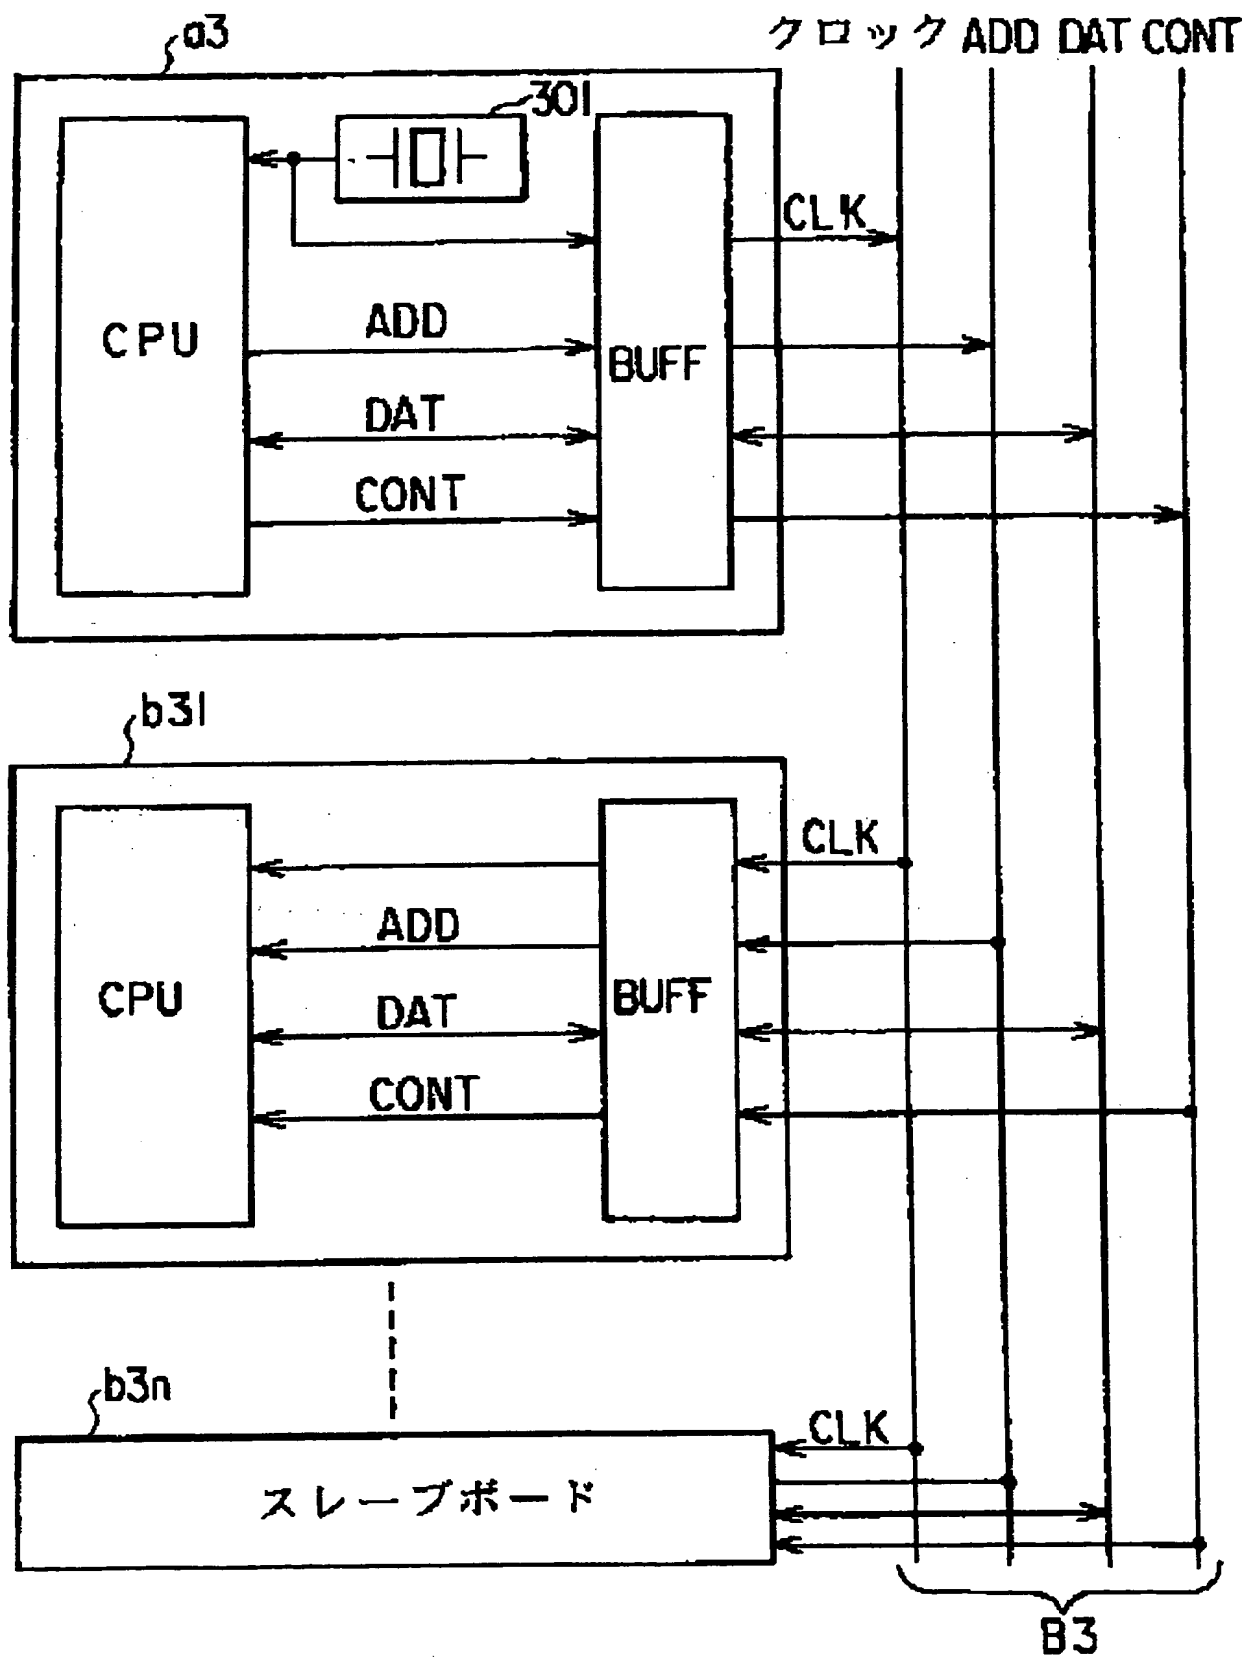 a3
クロック ADD DAT CONT
301
CLK
CPU
ADD
BUFF
DAT
CONT
b31
CLK
ADD
CPU
BUFF
DAT
CONT
b3n
CLK
スレーブボード
B3